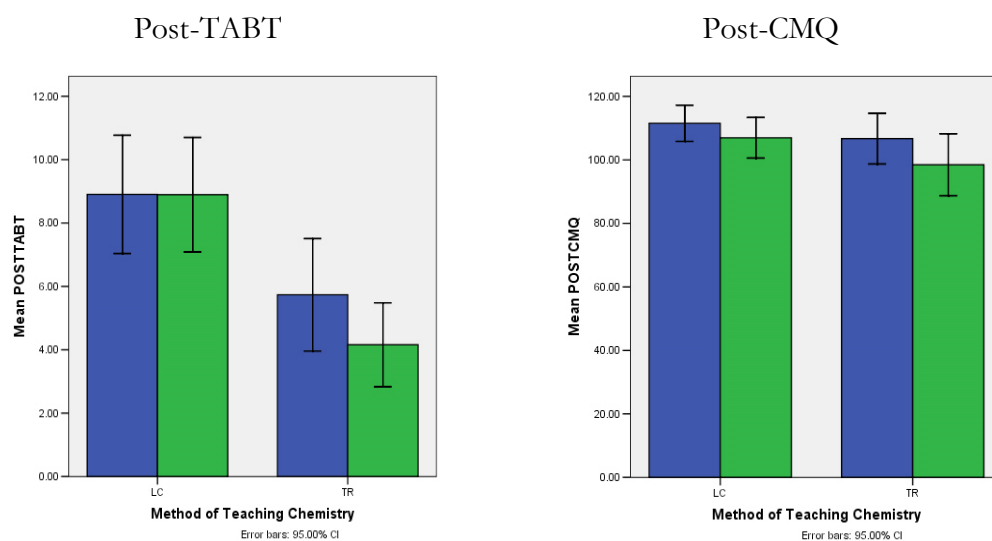 Post-TABT
12.00
10.00
8.00
6.00
4.00
2.00
0.00
Mean POSTTABT
LC
TR
Method of Teaching Chemistry
Error bars: 95.00% CI
Post-CMQ
120.00
100.00
80.00
60.00
40.00
20.00
0.00
Mean POSTCMQ
LC
TR
Method of Teaching Chemistry
Error bars: 95.00% CI